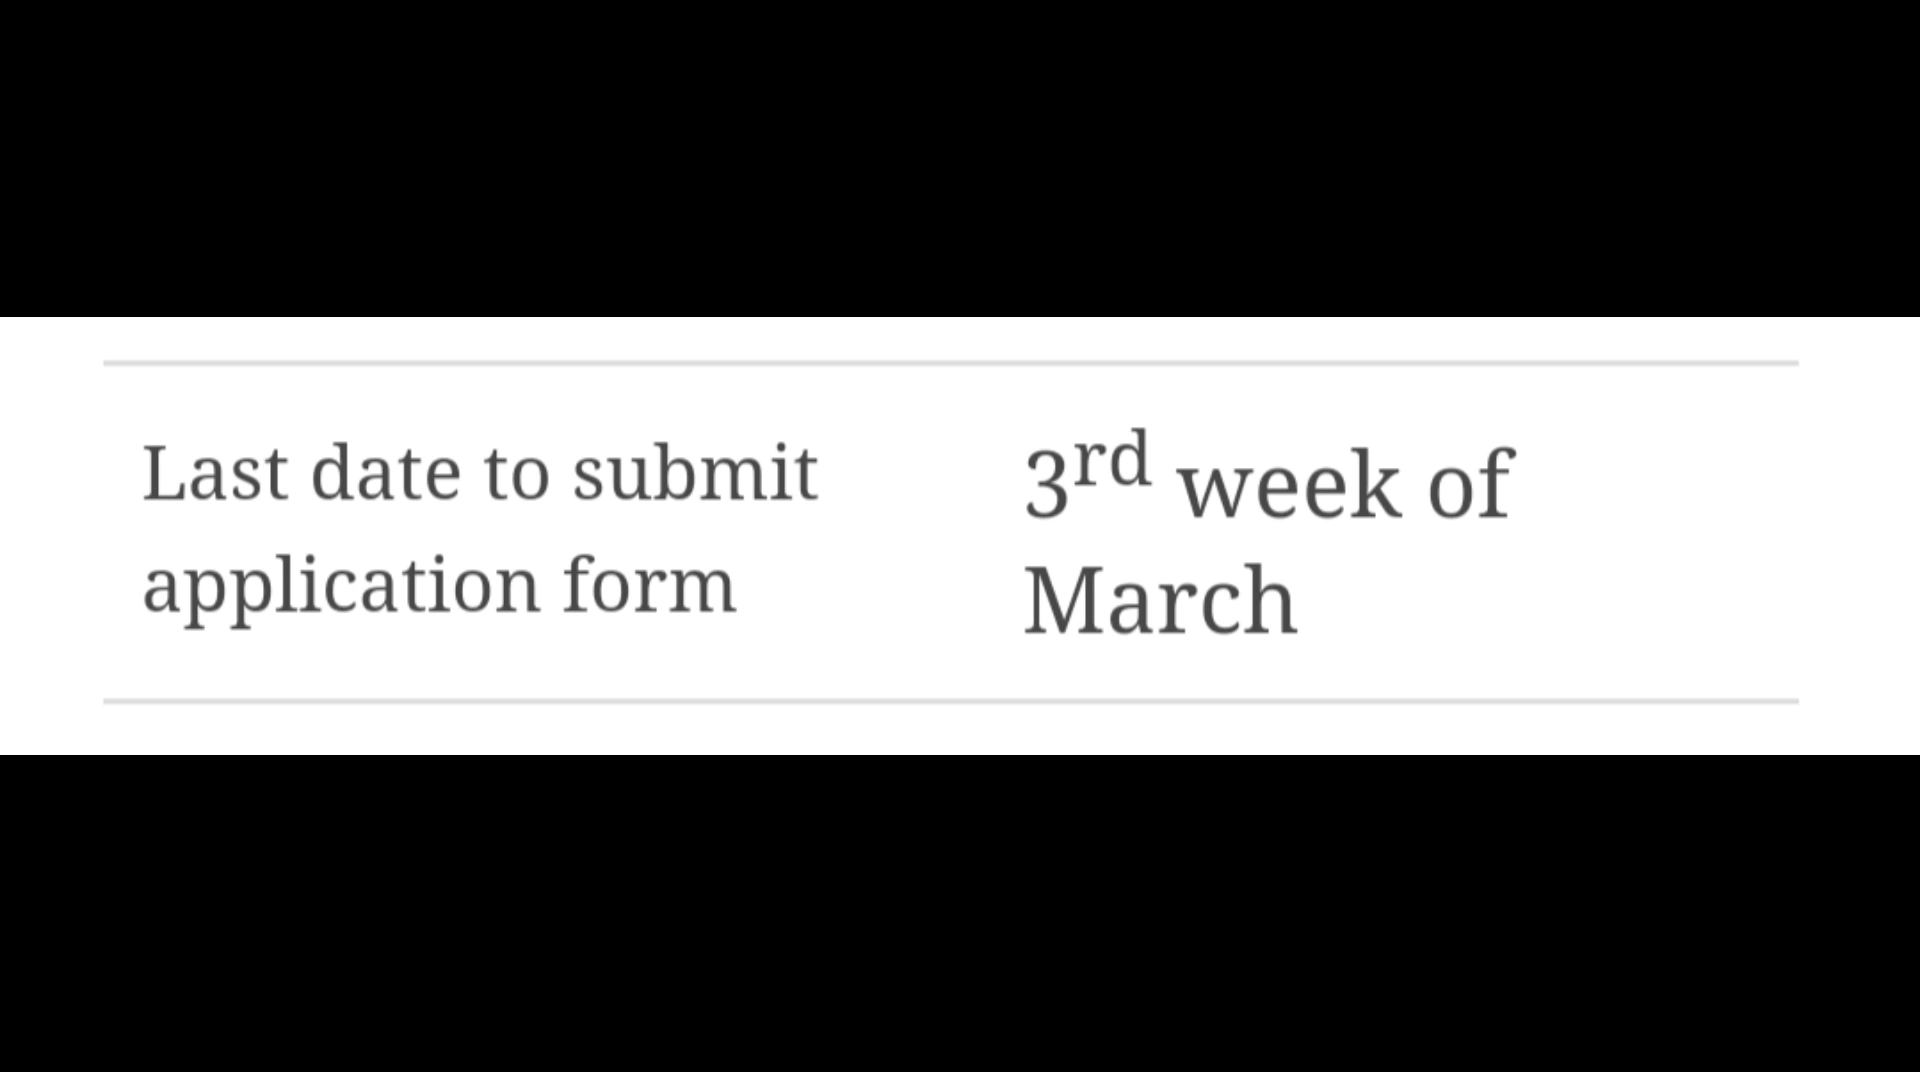 Last date to submit
application form
3rd week of
March